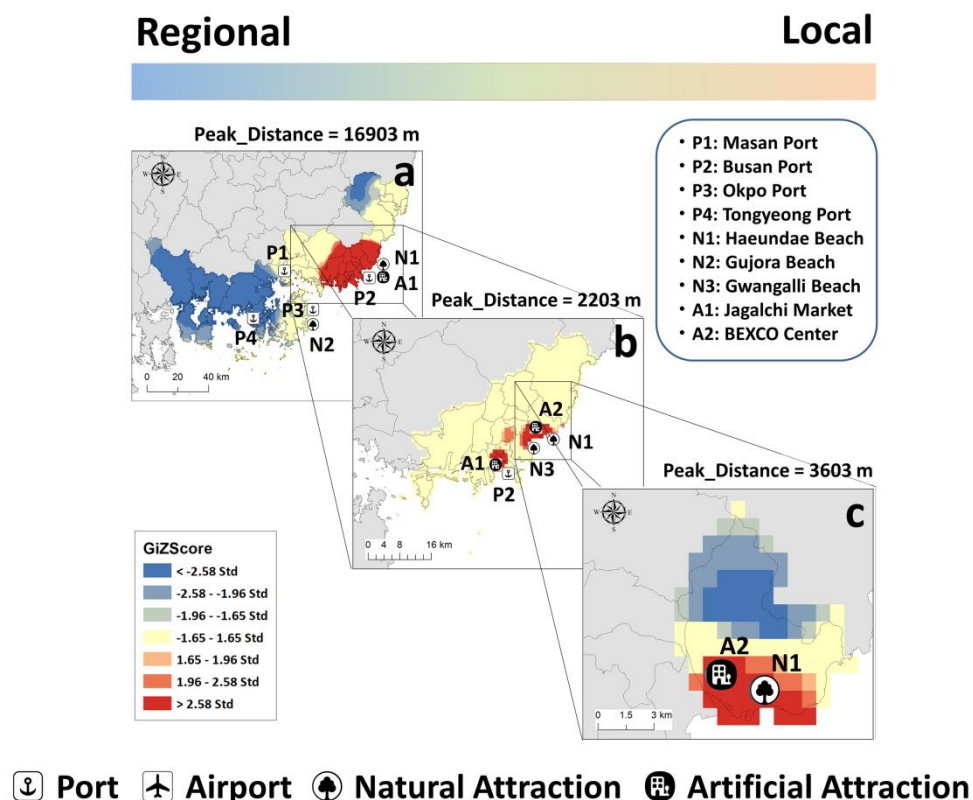 Regional Local
Peak_Distance = 16903 m
a
N
W E
S
P1
N1
A1
P2
P3
P4
N2
0 20 40 km
• P1: Masan Port
• P2: Busan Port
• P3: Okpo Port
• P4: Tongyeong Port
• N1: Haeundae Beach
• N2: Gujora Beach
• N3: Gwangalli Beach
• A1: Jagalchi Market
• A2: BEXCO Center
Peak_Distance = 2203 m
b
N
W E
S
A2
N1
A1
N3
P2
0 4 8 16 km
Peak_Distance = 3603 m
c
N
W E
S
A2
N1
0 1.5 3 km
GiZScore
< -2.58 Std
-2.58 - -1.96 Std
-1.96 - -1.65 Std
-1.65 - 1.65 Std
1.65 - 1.96 Std
1.96 - 2.58 Std
> 2.58 Std
Port Airport Natural Attraction Artificial Attraction